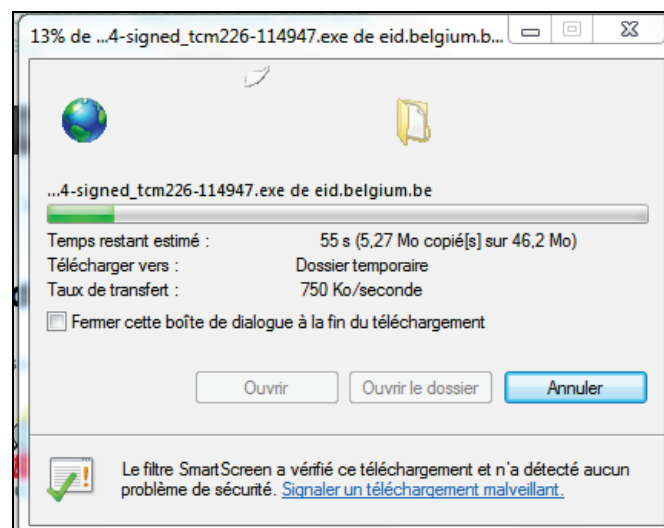 13% de ...4-signed_tcm226-114947.exe de eid.belgium.b...
...4-signed_tcm226-114947.exe de eid.belgium.be
Temps restant estimé : 55 s (5,27 Mo copié[s] sur 46,2 Mo)
Télécharger vers : Dossier temporaire
Taux de transfert : 750 Ko/seconde
Fermer cette boîte de dialogue à la fin du téléchargement
Ouvrir Ouvrir le dossier Annuler
Le filtre SmartScreen a vérifié ce téléchargement et n'a détecté aucun
problème de sécurité. Signaler un téléchargement malveillant.